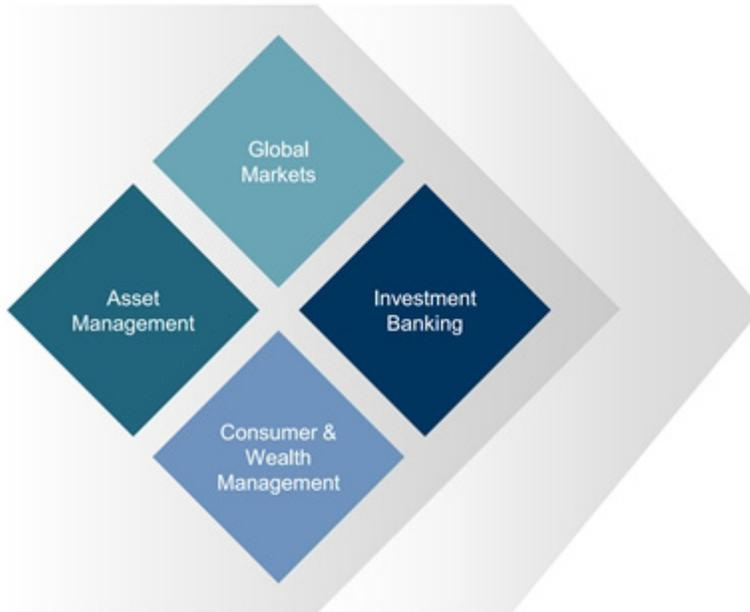 Global
Markets
Asset
Management
Investment
Banking
Consumer &
Wealth
Management